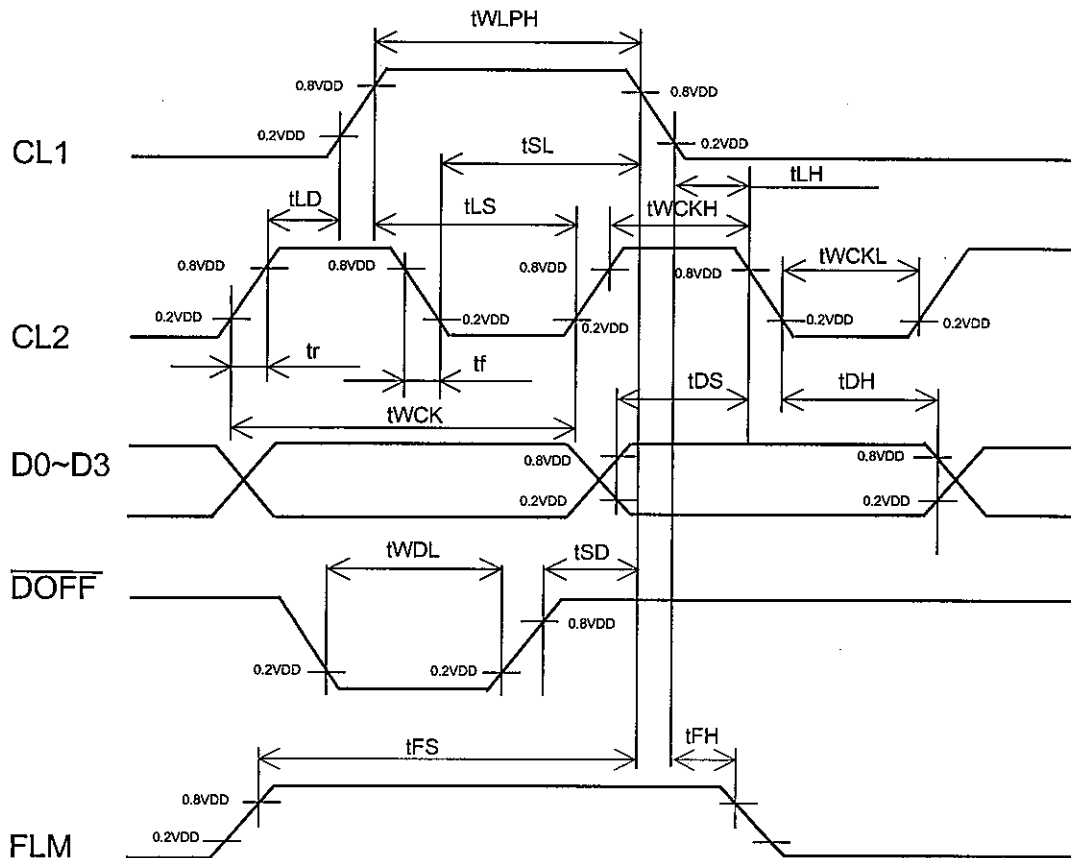 tWLPH
0.8VDD 0.8VDD
0.2VDD 0.2VDD
CL1
tSL
tLH
tLD tLS tWCKH
0.8VDD 0.8VDD 0.8VDD 0.8VDD tWCKL
0.2VDD 0.2VDD 0.2VDD 0.2VDD 0.2VDD
CL2
tr tf
tDS tDH
tWCK
D0~D3
0.8VDD 0.8VDD
0.2VDD 0.2VDD
tWDL tSD
DOFF
0.8VDD
0.2VDD 0.2VDD
tFS tFH
0.8VDD
0.2VDD
FLM